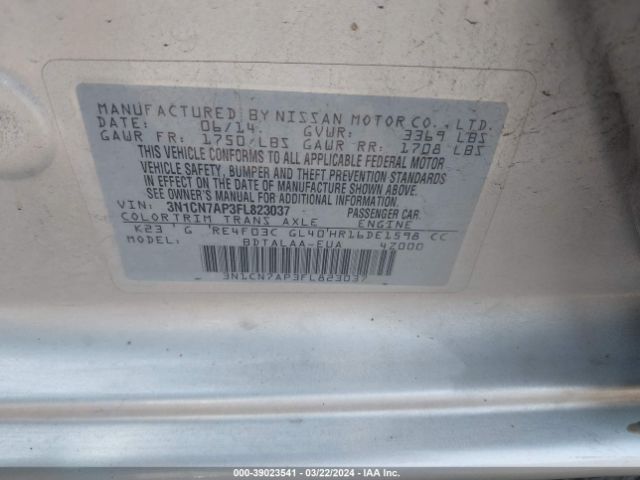 MANUFACTURED BY NISSAN MOTOR CO., LTD.
DATE: 06/14 GVWR: 3369 LBS
GAWR FR: 1750/LBS GAWR RR: 1708 LBS
THIS VEHICLE CONFORMS TO ALL APPLICABLE FEDERAL MOTOR
VEHICLE SAFETY, BUMPER AND THEFT PREVENTION STANDARDS
IN EFFECT ON THE DATE OF MANUFACTURE SHOWN ABOVE.
SEE OWNER'S MANUAL FOR ADDITIONAL INFORMATION.
VIN: 3N1CN7AP3FL823037 PASSENGER CAR.
COLOR TRIM TRANS AXLE ENGINE
K23 G RE4F03C GL40 HR16DE1598 CC
MODEL: BDTALAA-EUA 4Z000
3N1CN7AP3FL823037
000-39023541 - 03/22/2024 - IAA Inc.